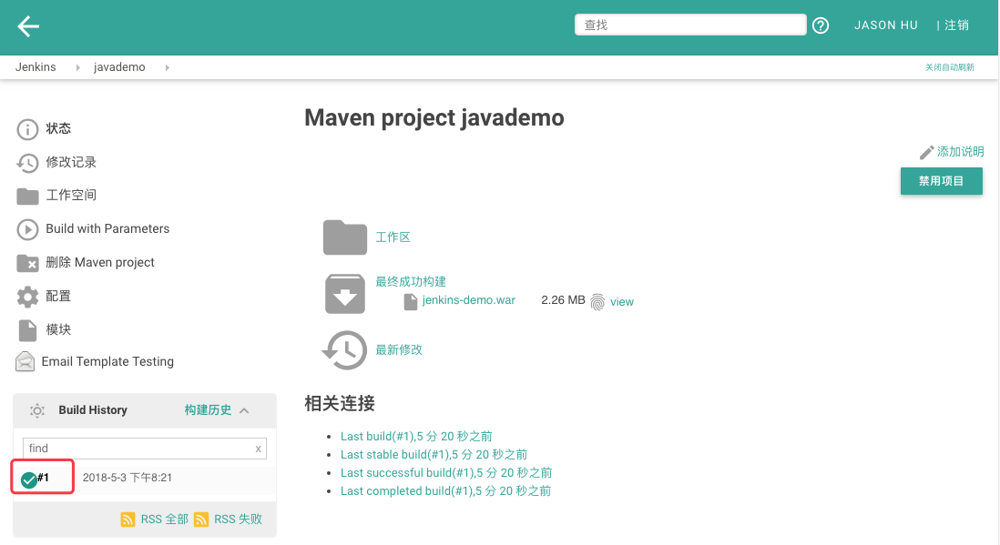 查找
JASON HU | 注销
Jenkins javademo
关闭自动刷新
Maven project javademo
添加说明
禁用项目
状态
修改记录
工作空间
Build with Parameters
删除 Maven project
配置
模块
Email Template Testing
工作区
最终成功构建
jenkins-demo.war 2.26 MB view
最新修改
Build History 构建历史
find x
#1 2018-5-3 下午8:21
RSS 全部 RSS 失败
相关连接
Last build(#1),5 分 20 秒之前
Last stable build(#1),5 分 20 秒之前
Last successful build(#1),5 分 20 秒之前
Last completed build(#1),5 分 20 秒之前